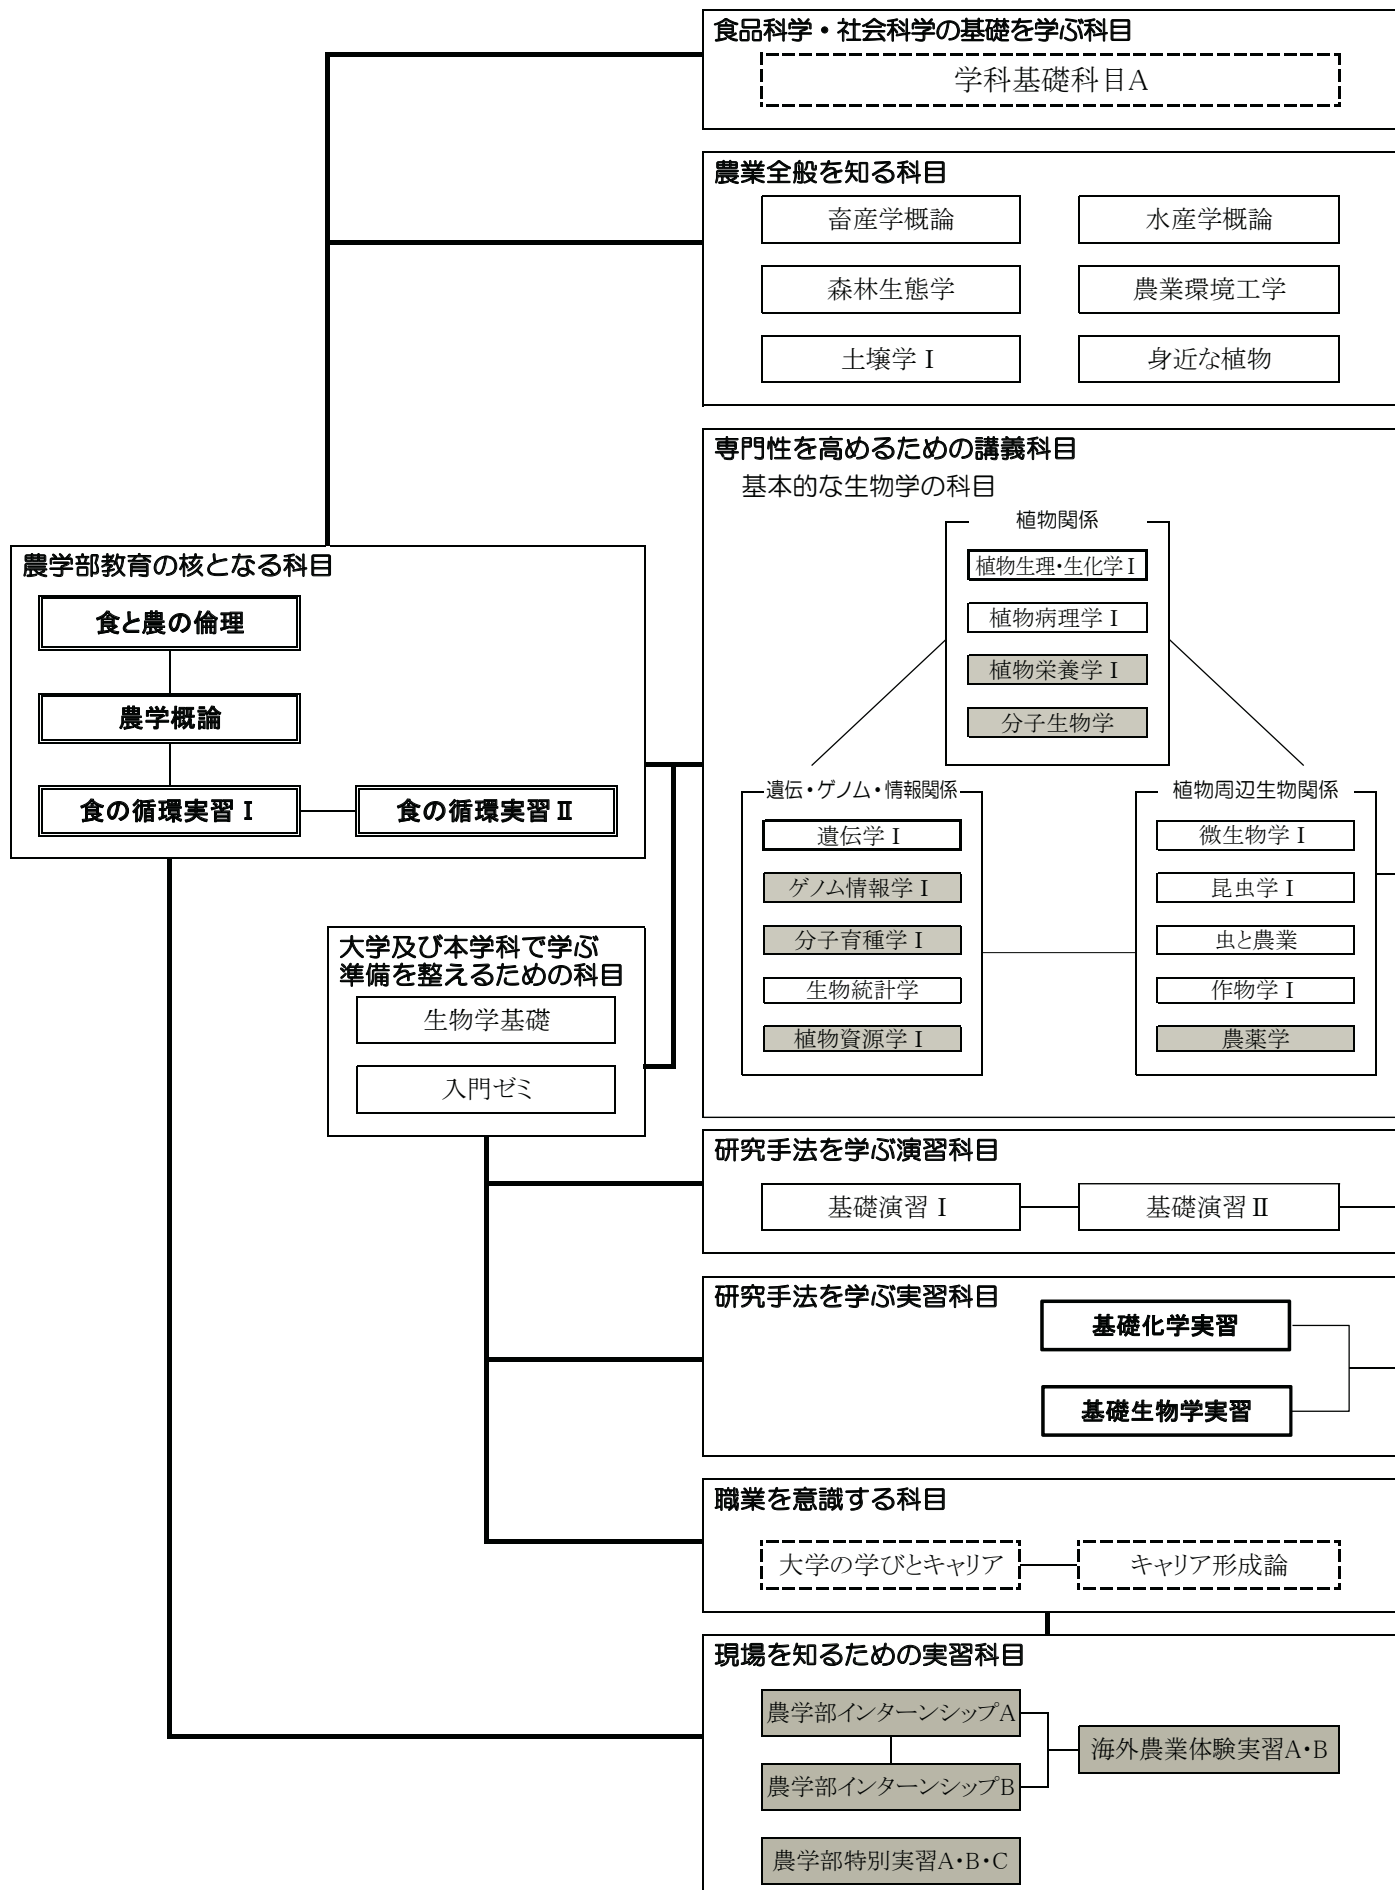 食品科学・社会科学の基礎を学ぶ科目
学科基礎科目A
農業全般を知る科目
畜産学概論
水産学概論
森林生態学
農業環境工学
土壌学Ⅰ
身近な植物
専門性を高めるための講義科目
基本的な生物学の科目
植物関係
植物生理・生化学Ⅰ
植物病理学Ⅰ
植物栄養学Ⅰ
分子生物学
遺伝・ゲノム・情報関係
遺伝学Ⅰ
ゲノム情報学Ⅰ
分子育種学Ⅰ
生物統計学
植物資源学Ⅰ
植物周辺生物関係
微生物学Ⅰ
昆虫学Ⅰ
虫と農業
作物学Ⅰ
農薬学
農学部教育の核となる科目
食と農の倫理
農学概論
食の循環実習Ⅰ
食の循環実習Ⅱ
大学及び本学科で学ぶ
準備を整えるための科目
生物学基礎
入門ゼミ
研究手法を学ぶ演習科目
基礎演習Ⅰ
基礎演習Ⅱ
研究手法を学ぶ実習科目
基礎化学実習
基礎生物学実習
職業を意識する科目
大学の学びとキャリア
キャリア形成論
現場を知るための実習科目
農学部インターンシップA
農学部インターンシップB
海外農業体験実習A・B
農学部特別実習A・B・C